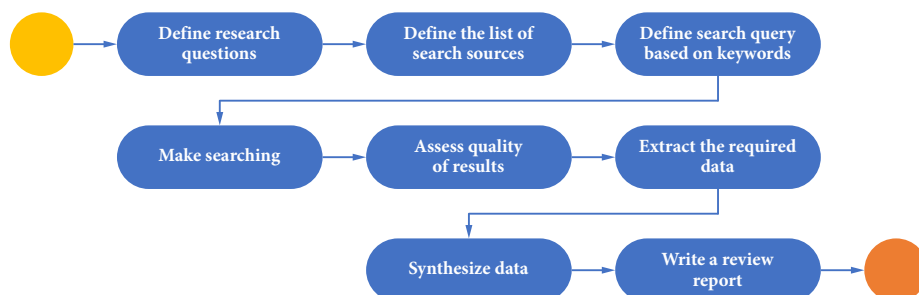 Define research
questions
Define the list of
search sources
Define search query
based on keywords
Make searching
Assess quality
of results
Extract the required
data
Synthesize data
Write a review
report